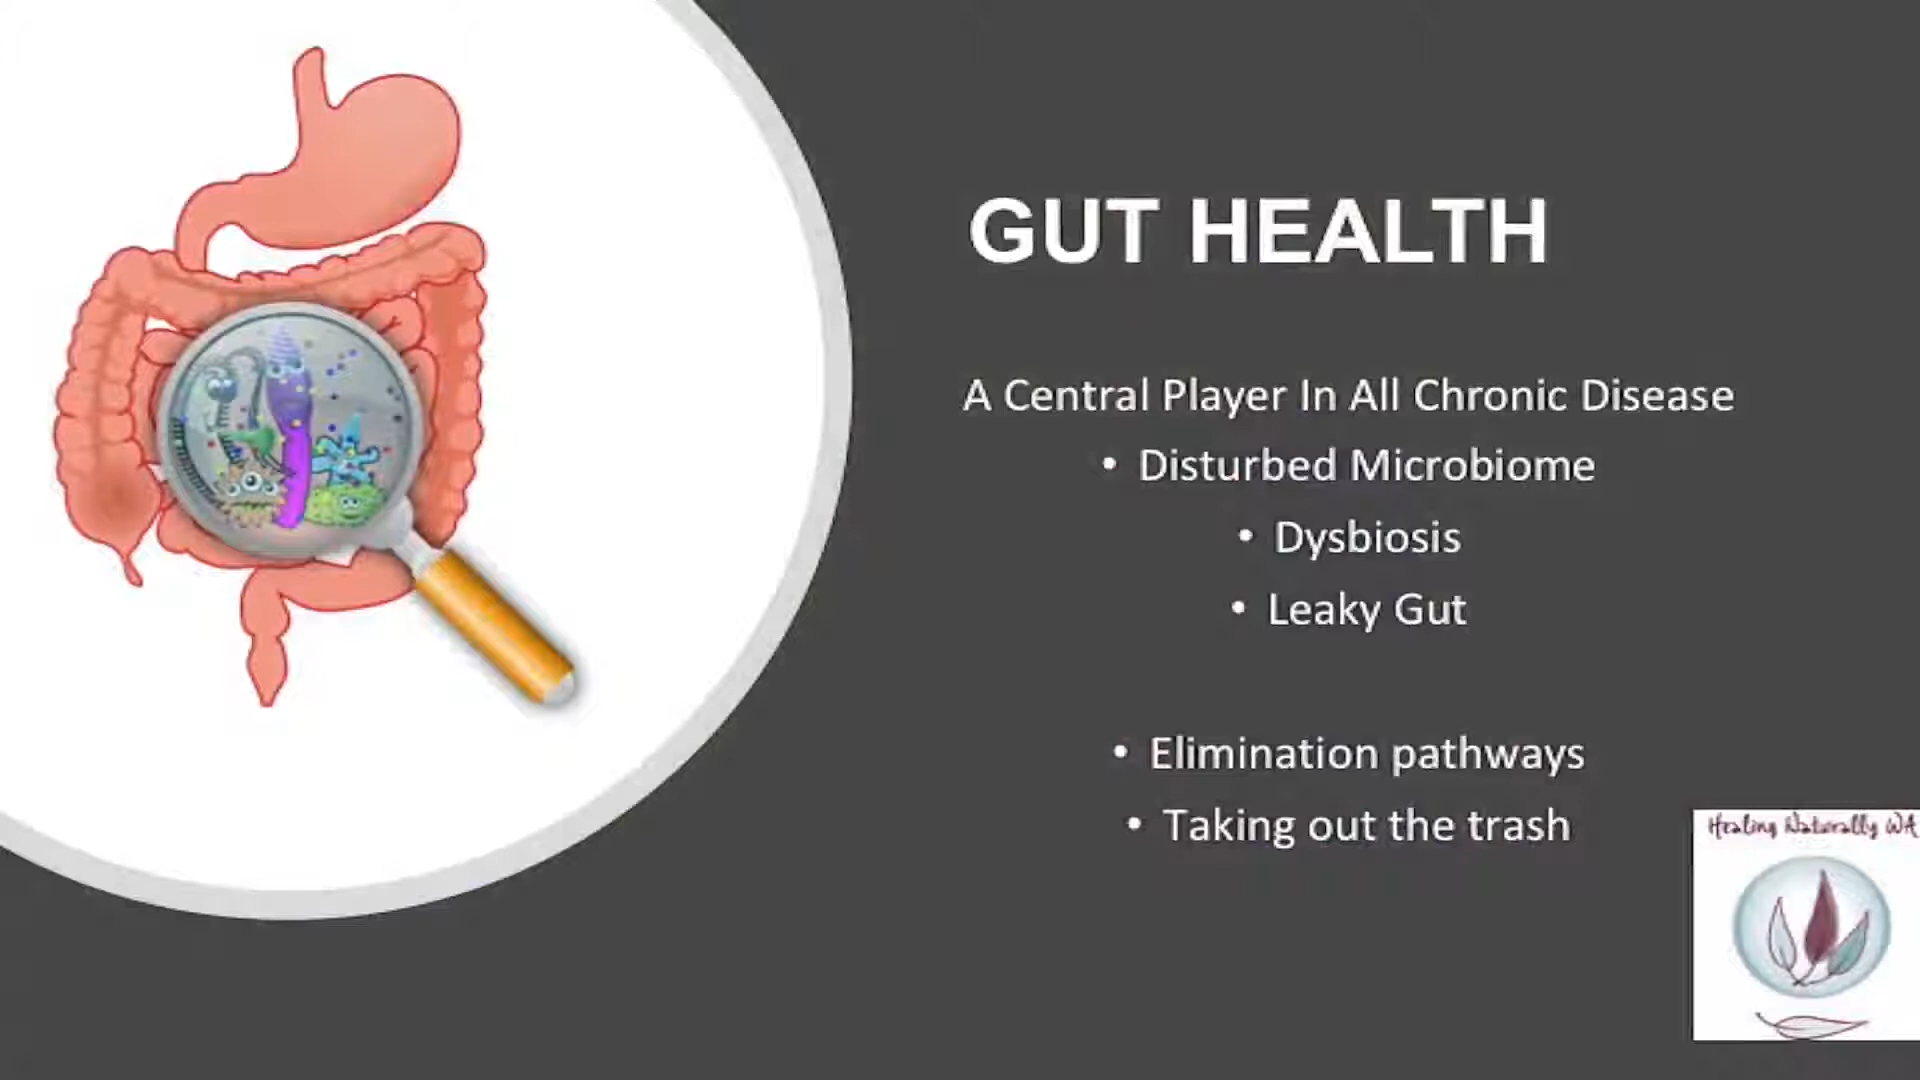 GUT HEALTH
A Central Player In All Chronic Disease
• Disturbed Microbiome
• Dysbiosis
• Leaky Gut
• Elimination pathways
• Taking out the trash
Healing Naturally WA